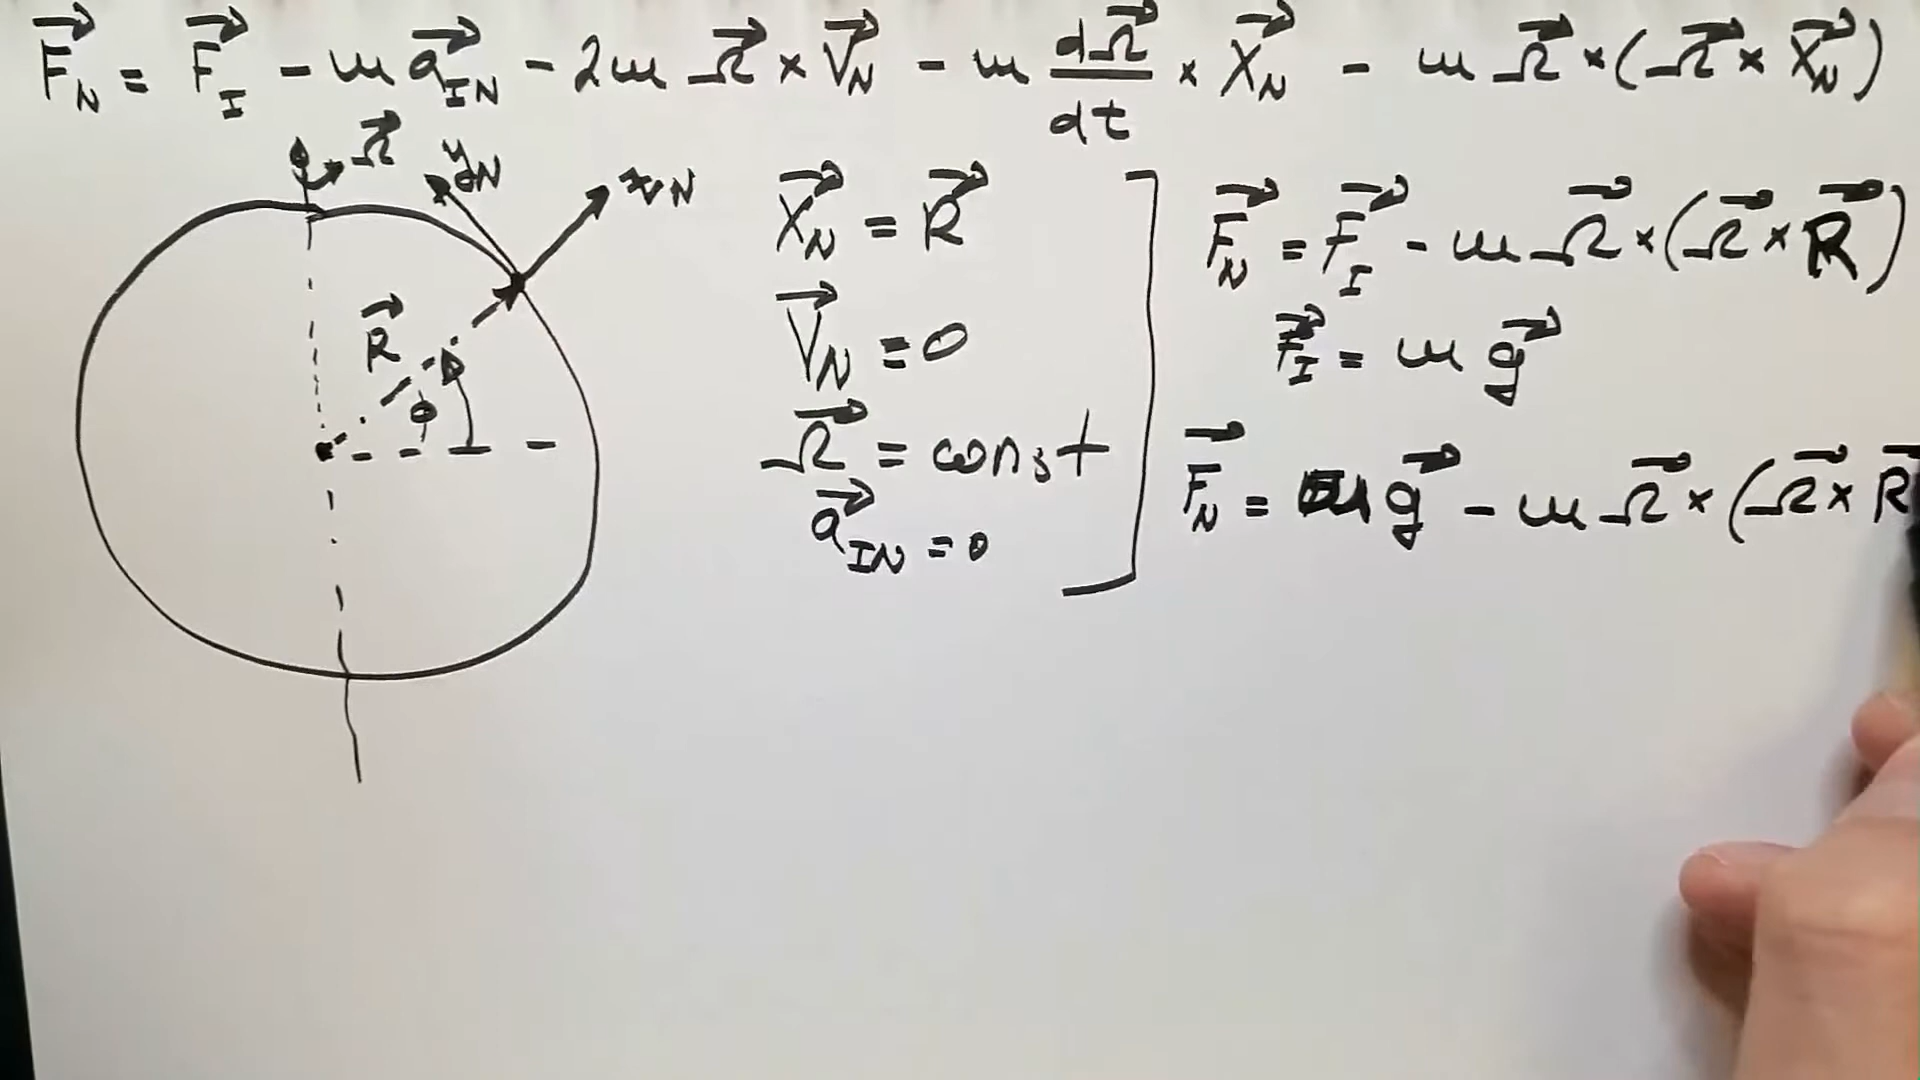 F⃗_N = F⃗_I - m a⃗_IN - 2m Ω⃗ × V⃗_N - m dΩ⃗/dt × X⃗_N - m Ω⃗ × (Ω⃗ × X⃗_N)
Ω⃗
y_N
x_N
R⃗
ϕ
X⃗_N = R⃗
V⃗_N = 0
Ω⃗ = const
a⃗_IN = 0
F⃗_N = F⃗_I - m Ω⃗ × (Ω⃗ × R⃗)
F⃗_I = m g⃗
F⃗_N = m g⃗ - m Ω⃗ × (Ω⃗ × R⃗